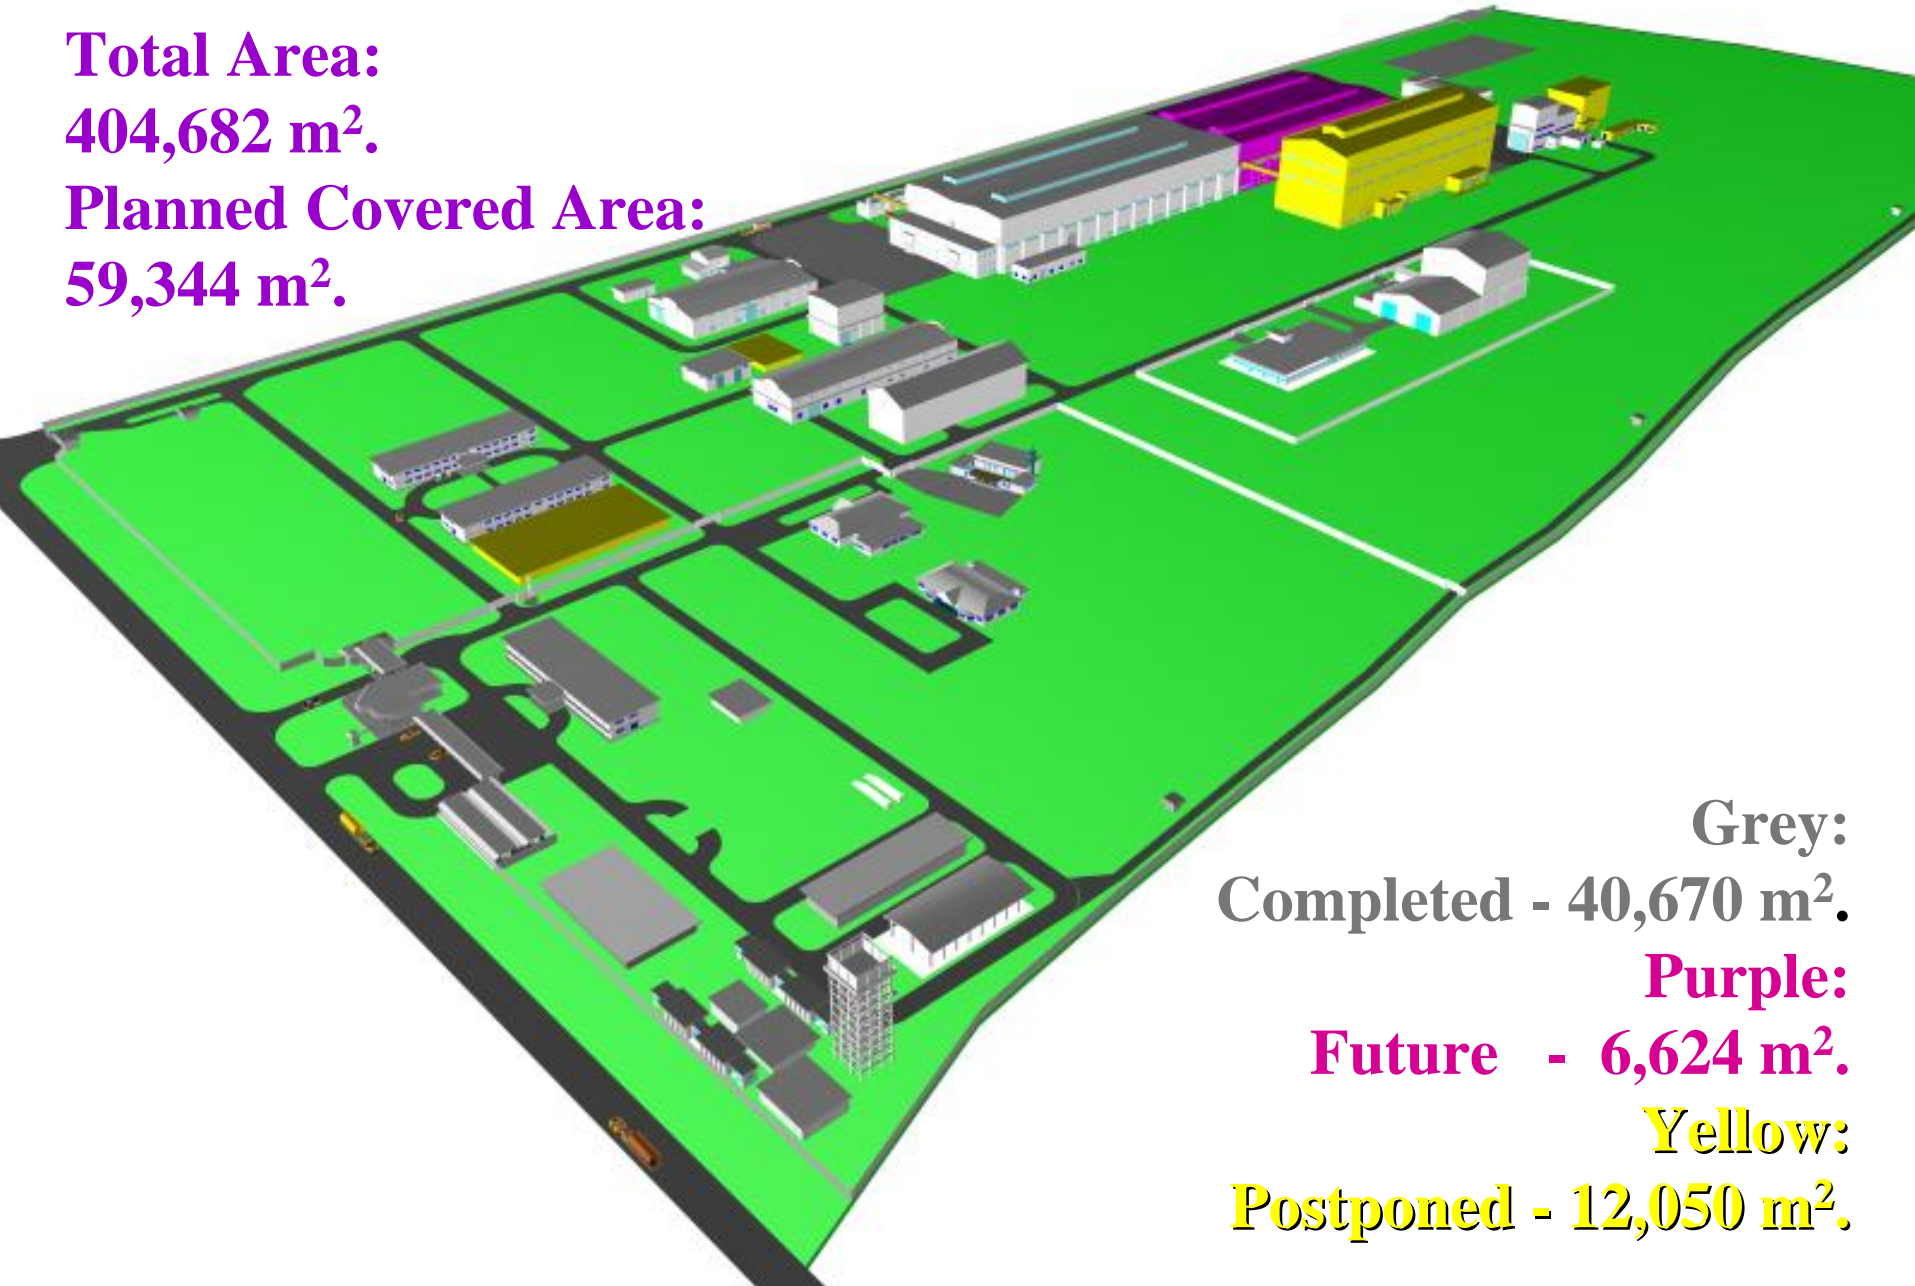 Total Area:
404,682 m².
Planned Covered Area:
59,344 m².
Grey:
Completed - 40,670 m².
Purple:
Future - 6,624 m².
Yellow:
Postponed - 12,050 m².